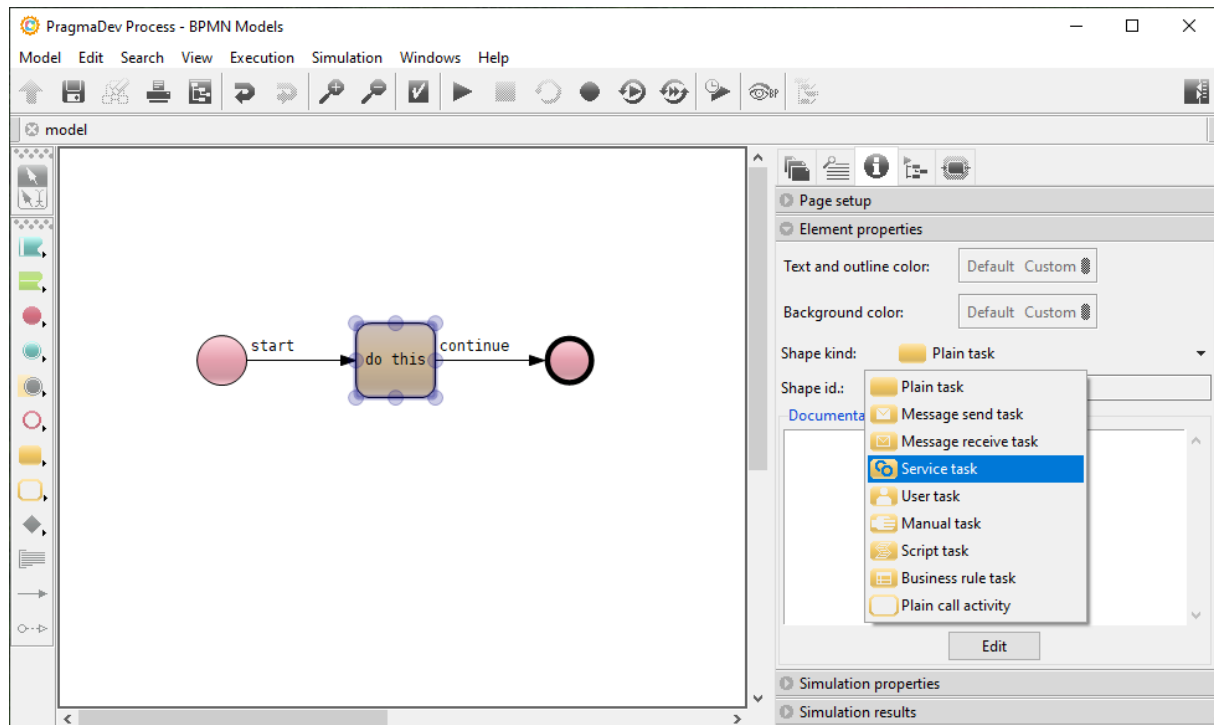 PragmaDev Process - BPMN Models
Model Edit Search View Execution Simulation Windows Help
BP
model
Page setup
Element properties
Text and outline color: Default Custom
Background color: Default Custom
Shape kind: Plain task
Shape id.:
Documenta
Plain task
Message send task
Message receive task
Service task
User task
Manual task
Script task
Business rule task
Plain call activity
Edit
Simulation properties
Simulation results
start
do this
continue